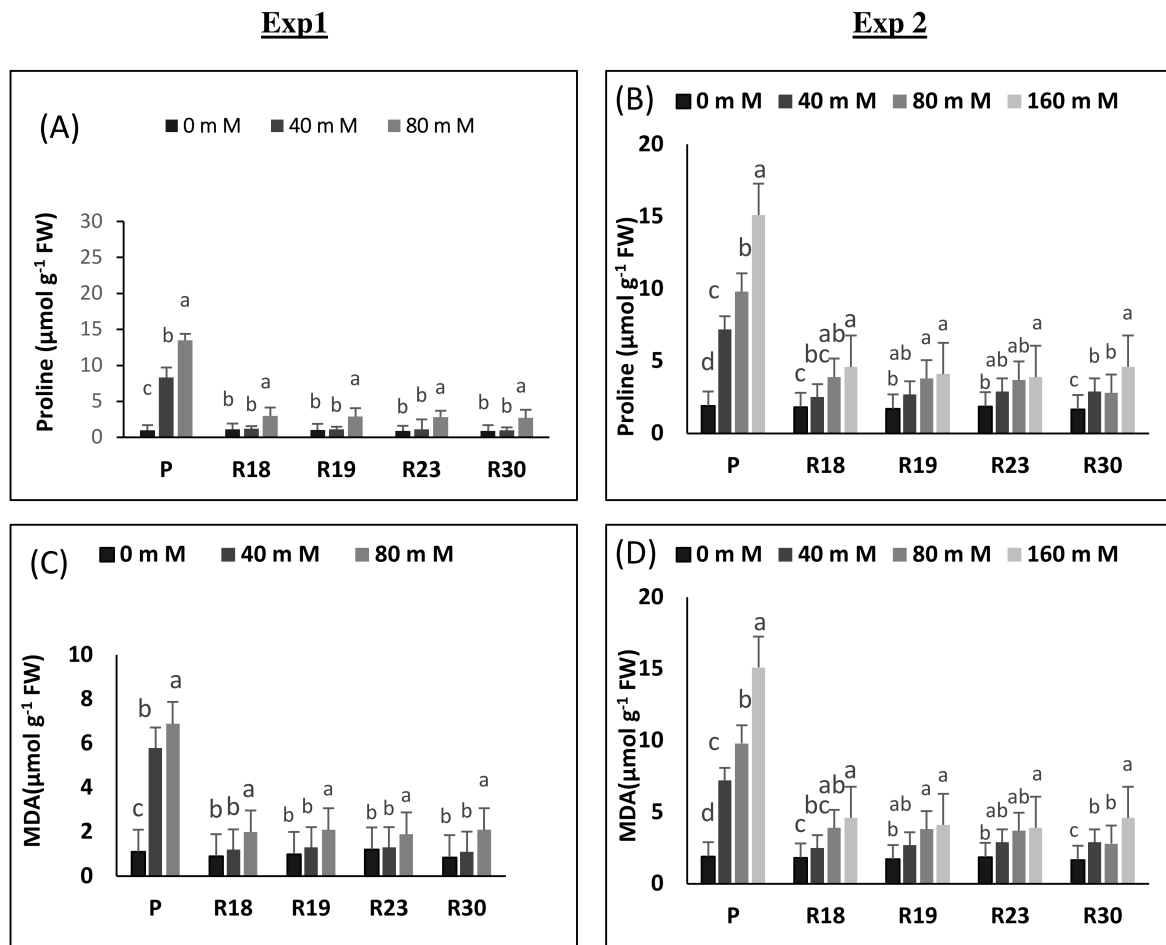 Exp1
Exp 2
(A)
0 m M 40 m M 80 m M
Proline (µmol g⁻¹ FW)
30
25
20
15
10
5
0
c b a
b b a
b b a
b b a
b b a
P R18 R19 R23 R30
(B)
0 m M 40 m M 80 m M 160 m M
Proline (µmol g⁻¹ FW)
20
15
10
5
0
d c b a
c bc ab a
b ab a a
b ab ab a
c b b a
P R18 R19 R23 R30
(C)
0 m M 40 m M 80 m M
MDA(µmol g⁻¹ FW)
10
8
6
4
2
0
c b a
b b a
b b a
b b a
b b a
P R18 R19 R23 R30
(D)
0 m M 40 m M 80 m M 160 m M
MDA(µmol g⁻¹ FW)
20
15
10
5
0
d c b a
c bc ab a
b ab a a
b ab ab a
c b b a
P R18 R19 R23 R30